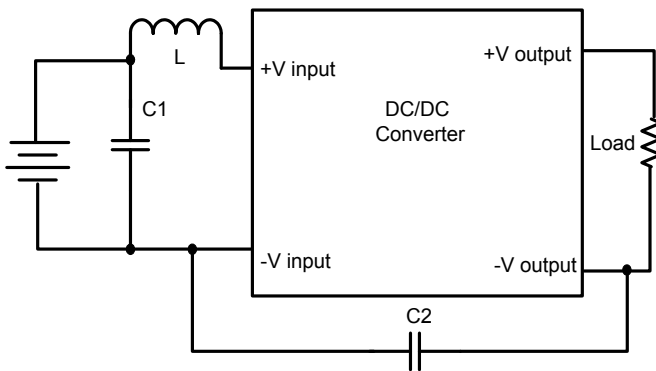 L
+V input
+V output
C1
DC/DC
Converter
Load
-V input
-V output
C2